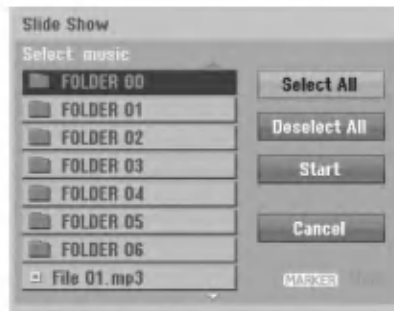 Slide Show
Select music
FOLDER 00
FOLDER 01
FOLDER 02
FOLDER 03
FOLDER 04
FOLDER 05
FOLDER 06
File 01.mp3
Select All
Deselect All
Start
Cancel
MARKER